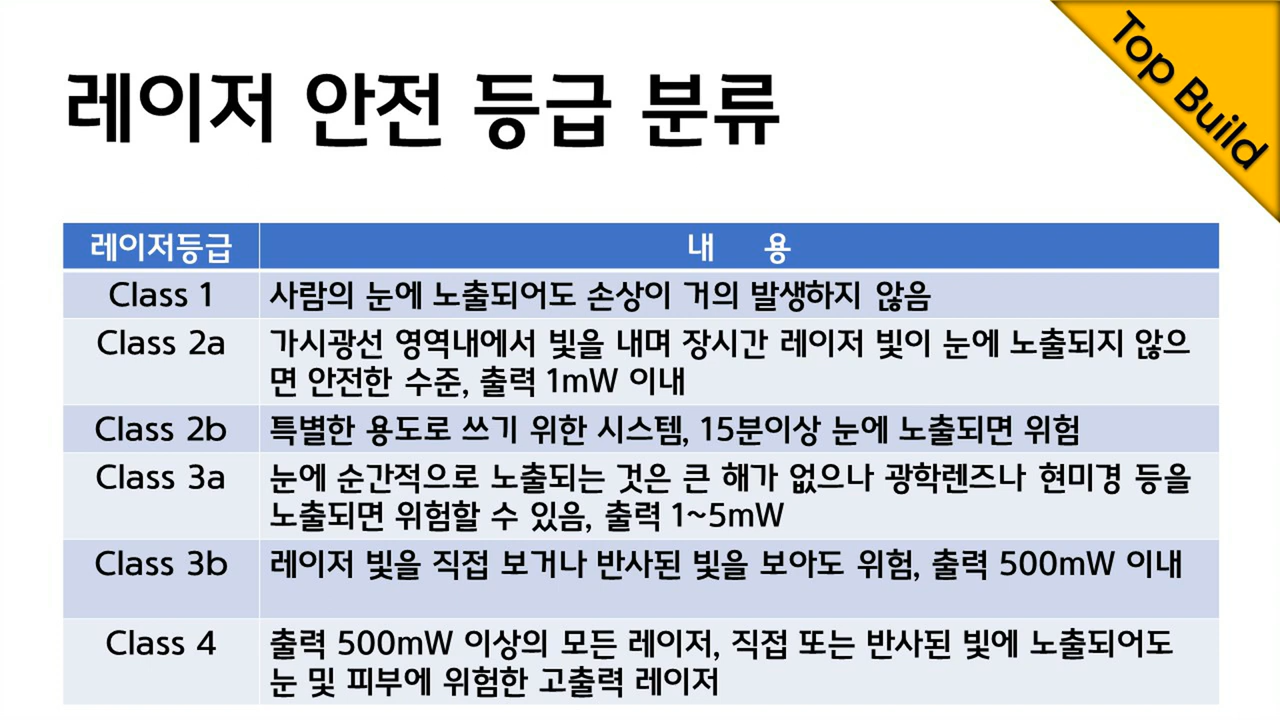 레이저 안전 등급 분류
Top Build
레이저등급 내 용
Class 1 사람의 눈에 노출되어도 손상이 거의 발생하지 않음
Class 2a 가시광선 영역내에서 빛을 내며 장시간 레이저 빛이 눈에 노출되지 않으
면 안전한 수준, 출력 1mW 이내
Class 2b 특별한 용도로 쓰기 위한 시스템, 15분이상 눈에 노출되면 위험
Class 3a 눈에 순간적으로 노출되는 것은 큰 해가 없으나 광학렌즈나 현미경 등을
노출되면 위험할 수 있음, 출력 1~5mW
Class 3b 레이저 빛을 직접 보거나 반사된 빛을 보아도 위험, 출력 500mW 이내
Class 4 출력 500mW 이상의 모든 레이저, 직접 또는 반사된 빛에 노출되어도
눈 및 피부에 위험한 고출력 레이저